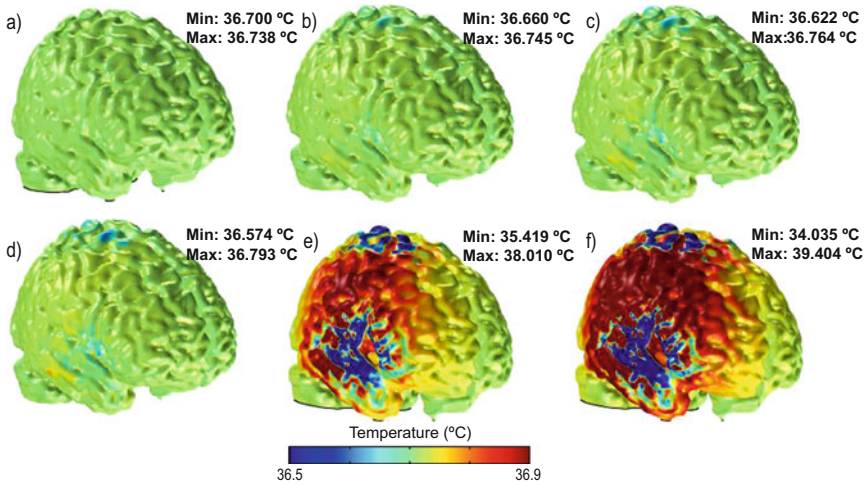 a)
Min: 36.700 ºC
Max: 36.738 ºC
b)
Min: 36.660 ºC
Max: 36.745 ºC
c)
Min: 36.622 ºC
Max:36.764 ºC
d)
Min: 36.574 ºC
Max: 36.793 ºC
e)
Min: 35.419 ºC
Max: 38.010 ºC
f)
Min: 34.035 ºC
Max: 39.404 ºC
Temperature (ºC)
36.5
36.9